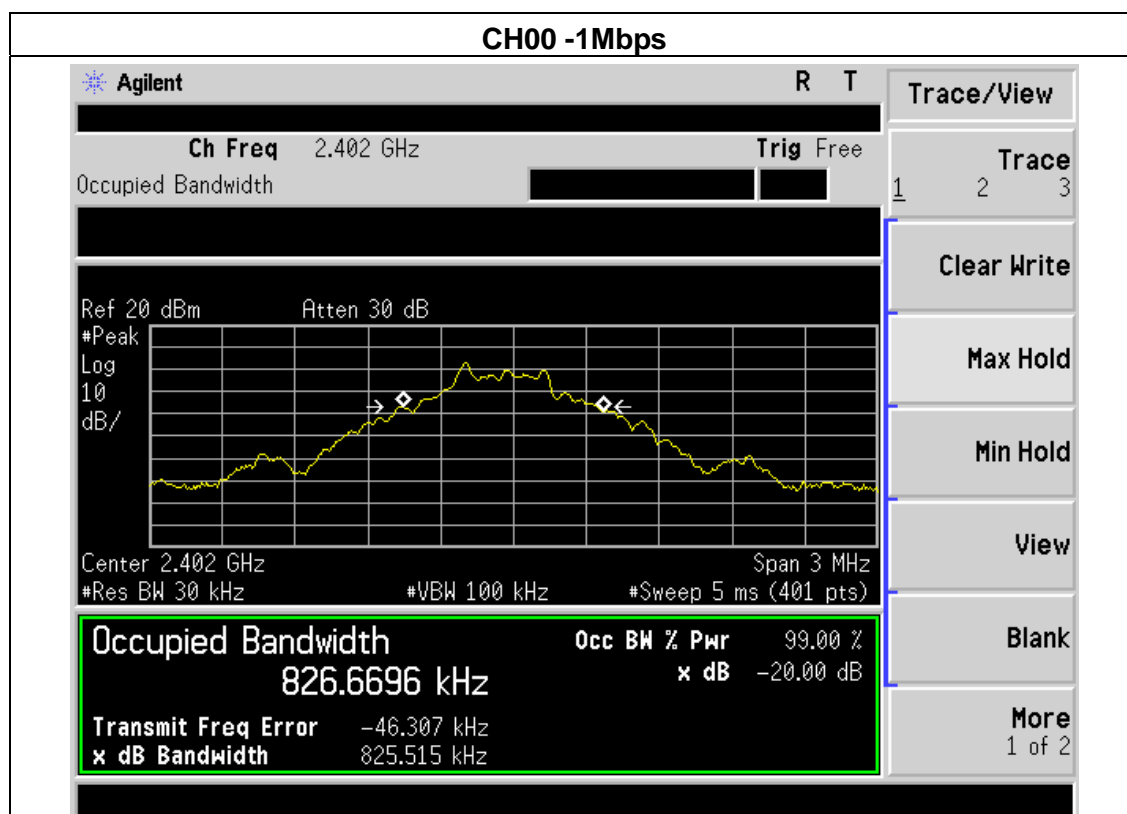 CH00 -1Mbps
Agilent R T
Ch Freq 2.402 GHz Trig Free
Occupied Bandwidth
Ref 20 dBm Atten 30 dB
#Peak
Log
10
dB/
Center 2.402 GHz Span 3 MHz
#Res BW 30 kHz #VBW 100 kHz #Sweep 5 ms (401 pts)
Occupied Bandwidth Occ BW % Pwr 99.00 %
826.6696 kHz x dB -20.00 dB
Transmit Freq Error -46.307 kHz
x dB Bandwidth 825.515 kHz
Trace/View
Trace
1 2 3
Clear Write
Max Hold
Min Hold
View
Blank
More
1 of 2